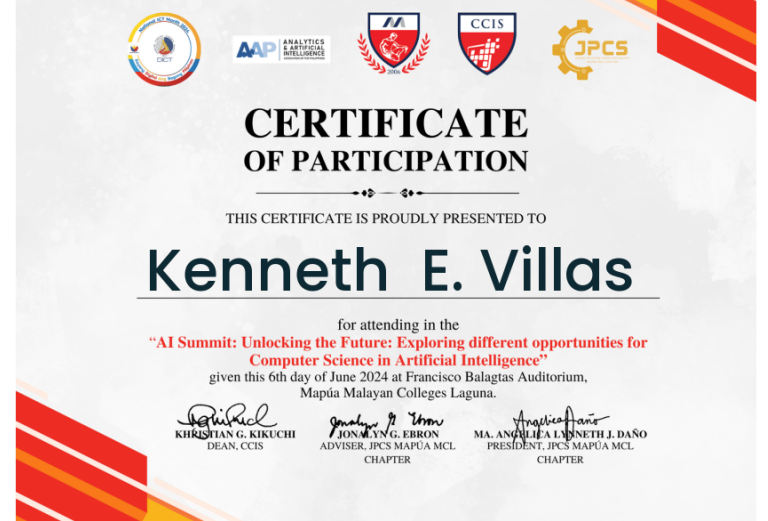 National ICT Month 2024
DICT
AAP
ANALYTICS
& ARTIFICIAL
INTELLIGENCE
ASSOCIATION OF THE PHILIPPINES
M
2006
CCIS
JPCS
CERTIFICATE
OF PARTICIPATION
THIS CERTIFICATE IS PROUDLY PRESENTED TO
Kenneth E. Villas
for attending in the
“AI Summit: Unlocking the Future: Exploring different opportunities for
Computer Science in Artificial Intelligence”
given this 6th day of June 2024 at Francisco Balagtas Auditorium,
Mapúa Malayan Colleges Laguna.
KHRISTIAN G. KIKUCHI
JONALYN G. EBRON
MA. ANGELICA LYNNETH J. DAÑO
DEAN, CCIS
ADVISER, JPCS MAPÚA MCL
PRESIDENT, JPCS MAPÚA MCL
CHAPTER
CHAPTER